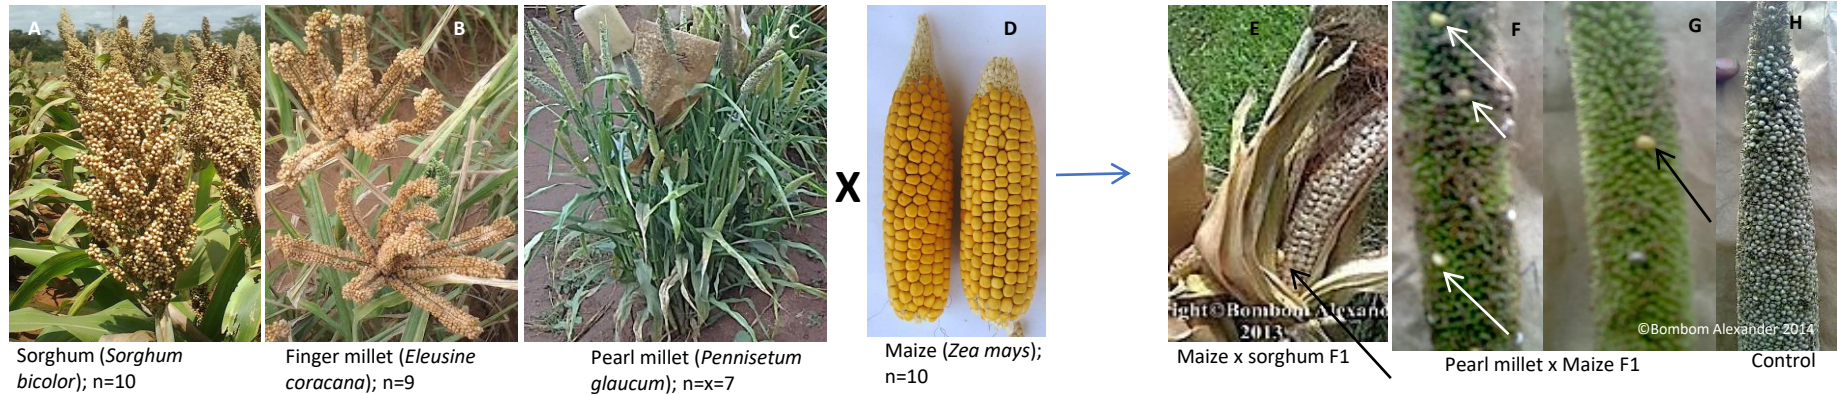 A
B
C
D
E
F
G
H
X
ight©Bombom Alexand
2013
©Bombom Alexander 2014
Sorghum (Sorghum
bicolor); n=10
Finger millet (Eleusine
coracana); n=9
Pearl millet (Pennisetum
glaucum); n=x=7
Maize (Zea mays);
n=10
Maize x sorghum F1
Pearl millet x Maize F1
Control